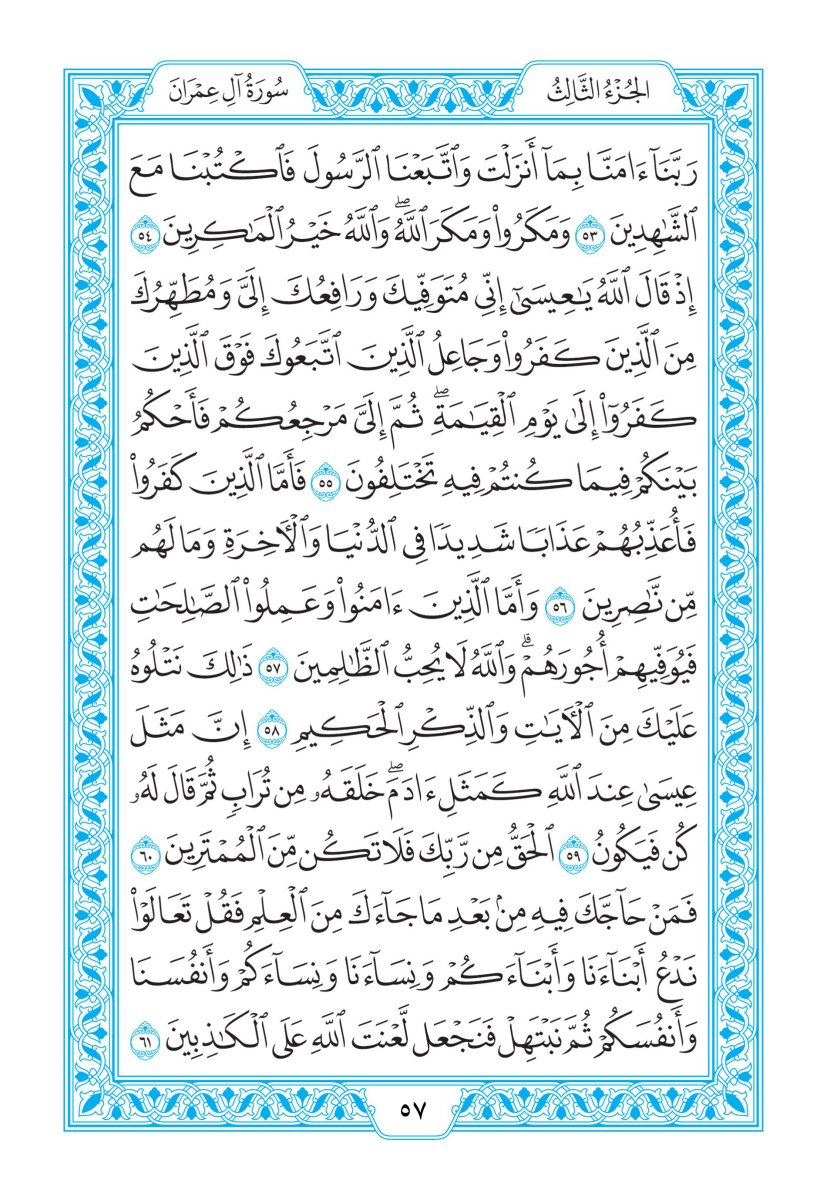 الجُزْءُ الثَّالِثُ
سُورَةُ آلِ عِمْرَانَ
رَبَّنَآ ءَامَنَّا بِمَآ أَنزَلْتَ وَٱتَّبَعْنَا ٱلرَّسُولَ فَٱكْتُبْنَا مَعَ
ٱلشَّٰهِدِينَ ٥٣ وَمَكَرُواْ وَمَكَرَ ٱللَّهُۖ وَٱللَّهُ خَيْرُ ٱلْمَٰكِرِينَ ٥٤
إِذْ قَالَ ٱللَّهُ يَٰعِيسَىٰٓ إِنِّي مُتَوَفِّيكَ وَرَافِعُكَ إِلَيَّ وَمُطَهِّرُكَ
مِنَ ٱلَّذِينَ كَفَرُواْ وَجَاعِلُ ٱلَّذِينَ ٱتَّبَعُوكَ فَوْقَ ٱلَّذِينَ
كَفَرُوٓاْ إِلَىٰ يَوْمِ ٱلْقِيَٰمَةِۖ ثُمَّ إِلَيَّ مَرْجِعُكُمْ فَأَحْكُمُ
بَيْنَكُمْ فِيمَا كُنتُمْ فِيهِ تَخْتَلِفُونَ ٥٥ فَأَمَّا ٱلَّذِينَ كَفَرُواْ
فَأُعَذِّبُهُمْ عَذَابًا شَدِيدًا فِي ٱلدُّنْيَا وَٱلْأٓخِرَةِ وَمَا لَهُم
مِّن نَّٰصِرِينَ ٥٦ وَأَمَّا ٱلَّذِينَ ءَامَنُواْ وَعَمِلُواْ ٱلصَّٰلِحَٰتِ
فَيُوَفِّيهِمْ أُجُورَهُمْۗ وَٱللَّهُ لَا يُحِبُّ ٱلظَّٰلِمِينَ ٥٧ ذَٰلِكَ نَتْلُوهُ
عَلَيْكَ مِنَ ٱلْأٓيَٰتِ وَٱلذِّكْرِ ٱلْحَكِيمِ ٥٨ إِنَّ مَثَلَ
عِيسَىٰ عِندَ ٱللَّهِ كَمَثَلِ ءَادَمَۖ خَلَقَهُۥ مِن تُرَابٍ ثُمَّ قَالَ لَهُۥ
كُن فَيَكُونُ ٥٩ ٱلْحَقُّ مِن رَّبِّكَ فَلَا تَكُن مِّنَ ٱلْمُمْتَرِينَ ٦٠
فَمَنْ حَآجَّكَ فِيهِ مِنۢ بَعْدِ مَا جَآءَكَ مِنَ ٱلْعِلْمِ فَقُلْ تَعَالَوْاْ
نَدْعُ أَبْنَآءَنَا وَأَبْنَآءَكُمْ وَنِسَآءَنَا وَنِسَآءَكُمْ وَأَنفُسَنَا
وَأَنفُسَكُمْ ثُمَّ نَبْتَهِلْ فَنَجْعَل لَّعْنَتَ ٱللَّهِ عَلَى ٱلْكَٰذِبِينَ ٦١
٥٧